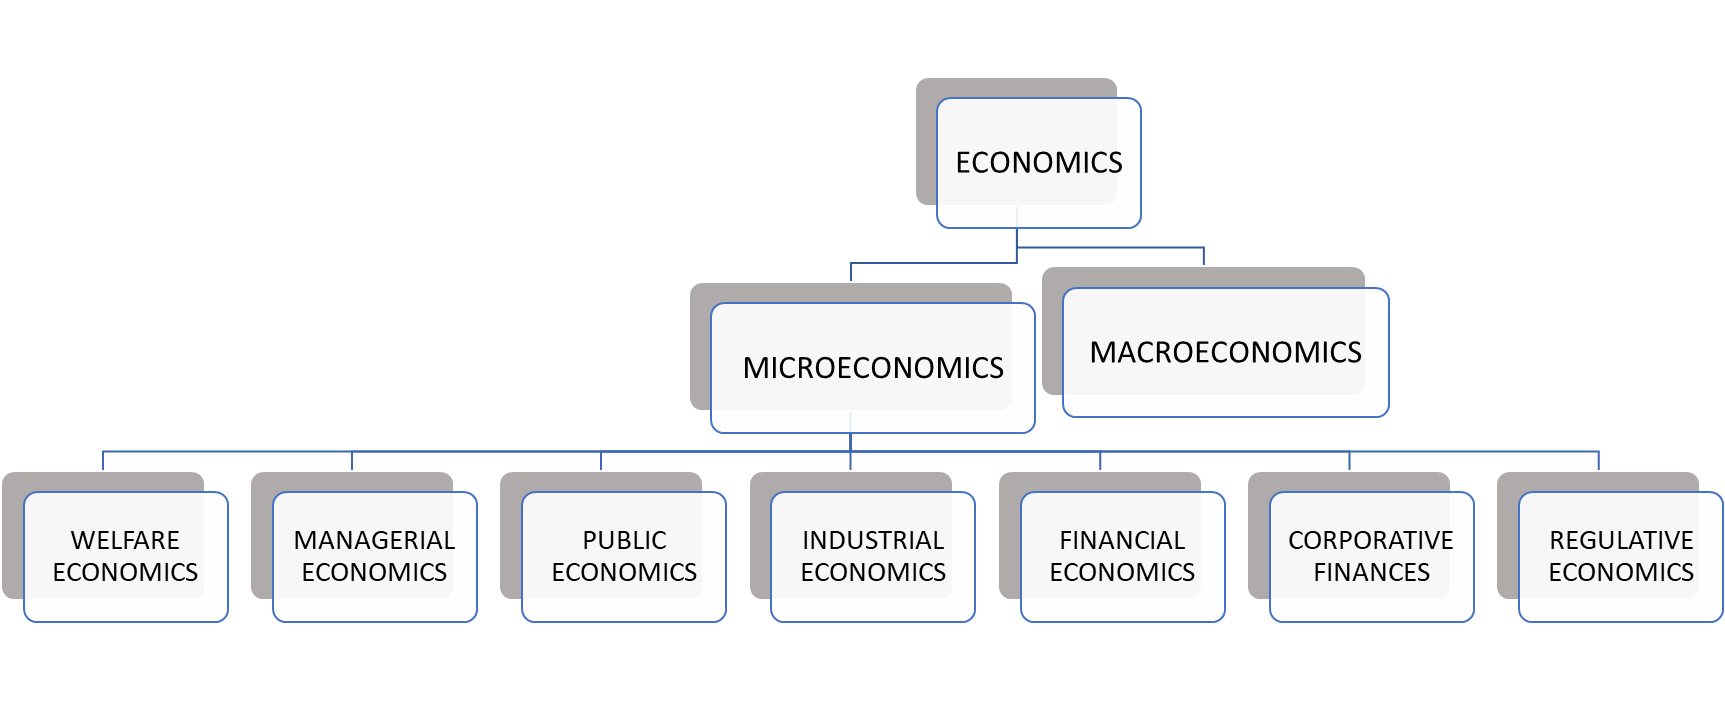 ECONOMICS
MICROECONOMICS
MACROECONOMICS
WELFARE
ECONOMICS
MANAGERIAL
ECONOMICS
PUBLIC
ECONOMICS
INDUSTRIAL
ECONOMICS
FINANCIAL
ECONOMICS
CORPORATIVE
FINANCES
REGULATIVE
ECONOMICS